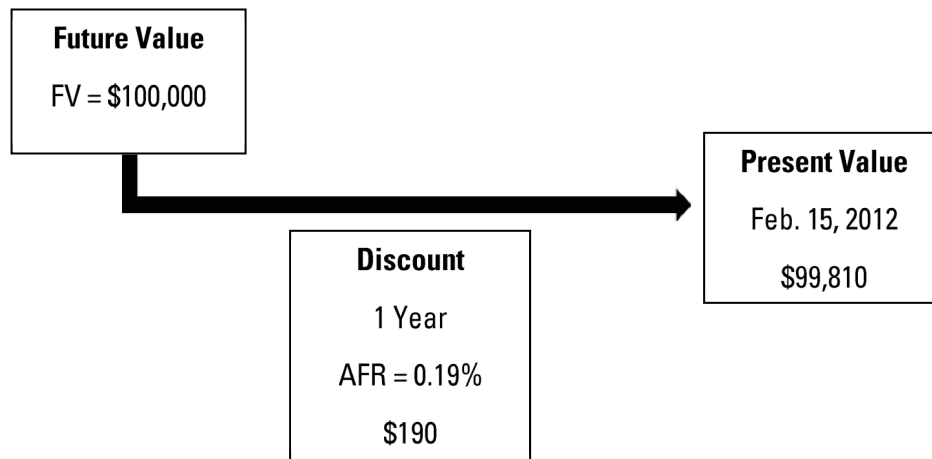 Future Value
FV = $100,000
Present Value
Feb. 15, 2012
$99,810
Discount
1 Year
AFR = 0.19%
$190